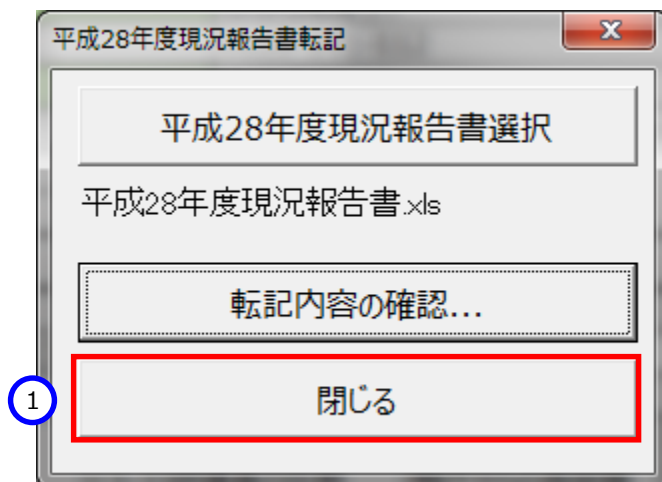 平成28年度現況報告書転記
平成28年度現況報告書選択
平成28年度現況報告書.xls
転記内容の確認...
1
閉じる